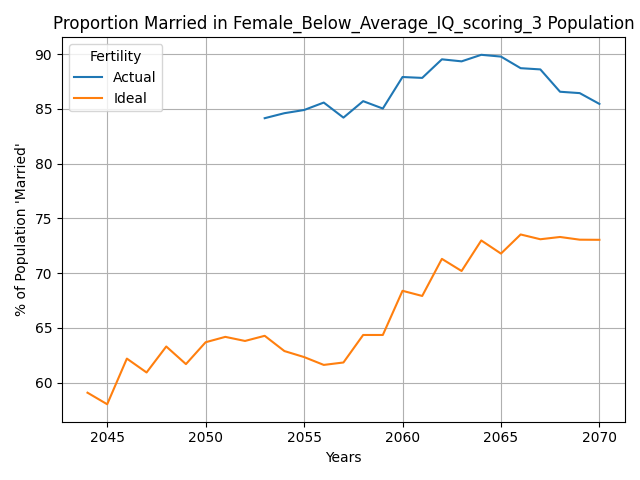 Proportion Married in Female_Below_Average_IQ_scoring_3 Population
Fertility
Actual
Ideal
% of Population 'Married'
90
85
80
75
70
65
60
2045
2050
2055
2060
2065
2070
Years